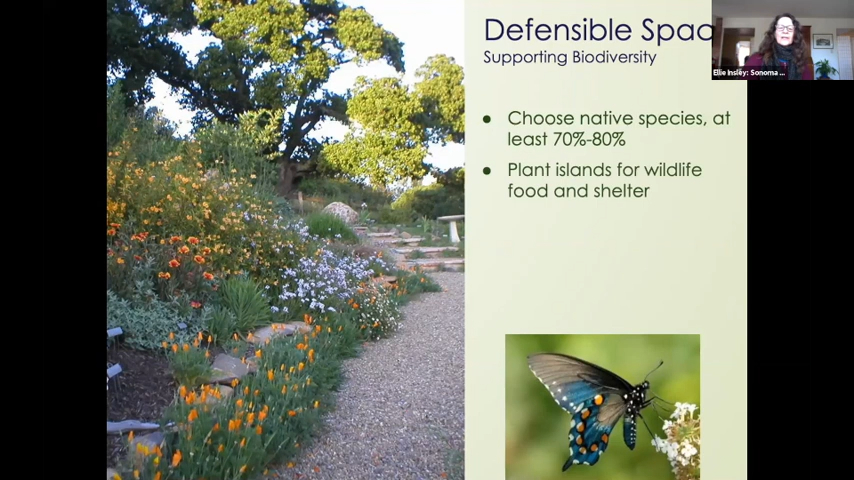 Defensible Spac
Supporting Biodiversity
Ellie Insley: Sonoma ...
● Choose native species, at
least 70%-80%
● Plant islands for wildlife
food and shelter